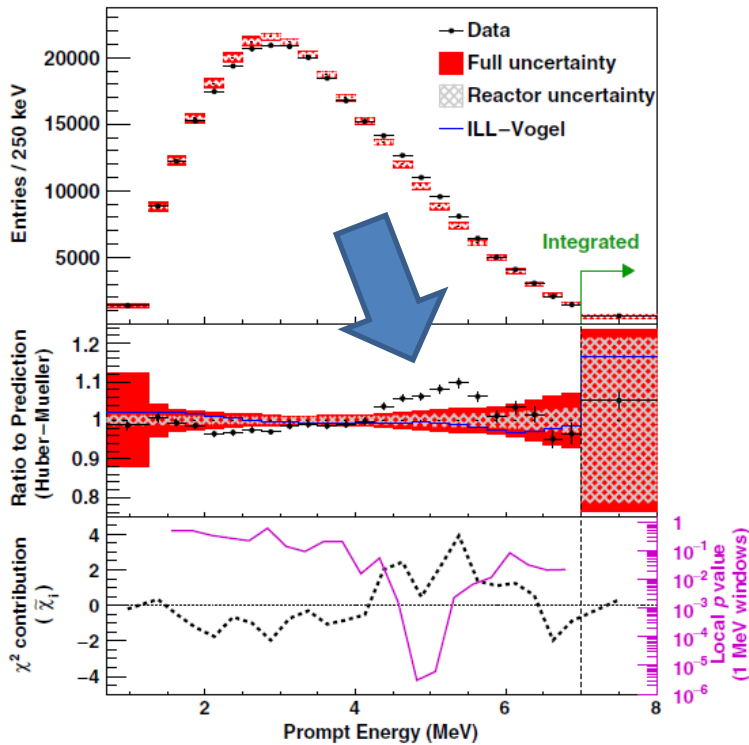 Data
Full uncertainty
Reactor uncertainty
ILL−Vogel
Entries / 250 keV
20000
15000
10000
5000
Integrated
Ratio to Prediction
(Huber−Mueller)
1.2
1.1
1
0.9
0.8
χ² contribution
( χ̃ᵢ )
4
2
0
−2
−4
1
10⁻¹
10⁻²
10⁻³
10⁻⁴
10⁻⁵
10⁻⁶
Local p value
(1 MeV windows)
2
4
6
8
Prompt Energy (MeV)